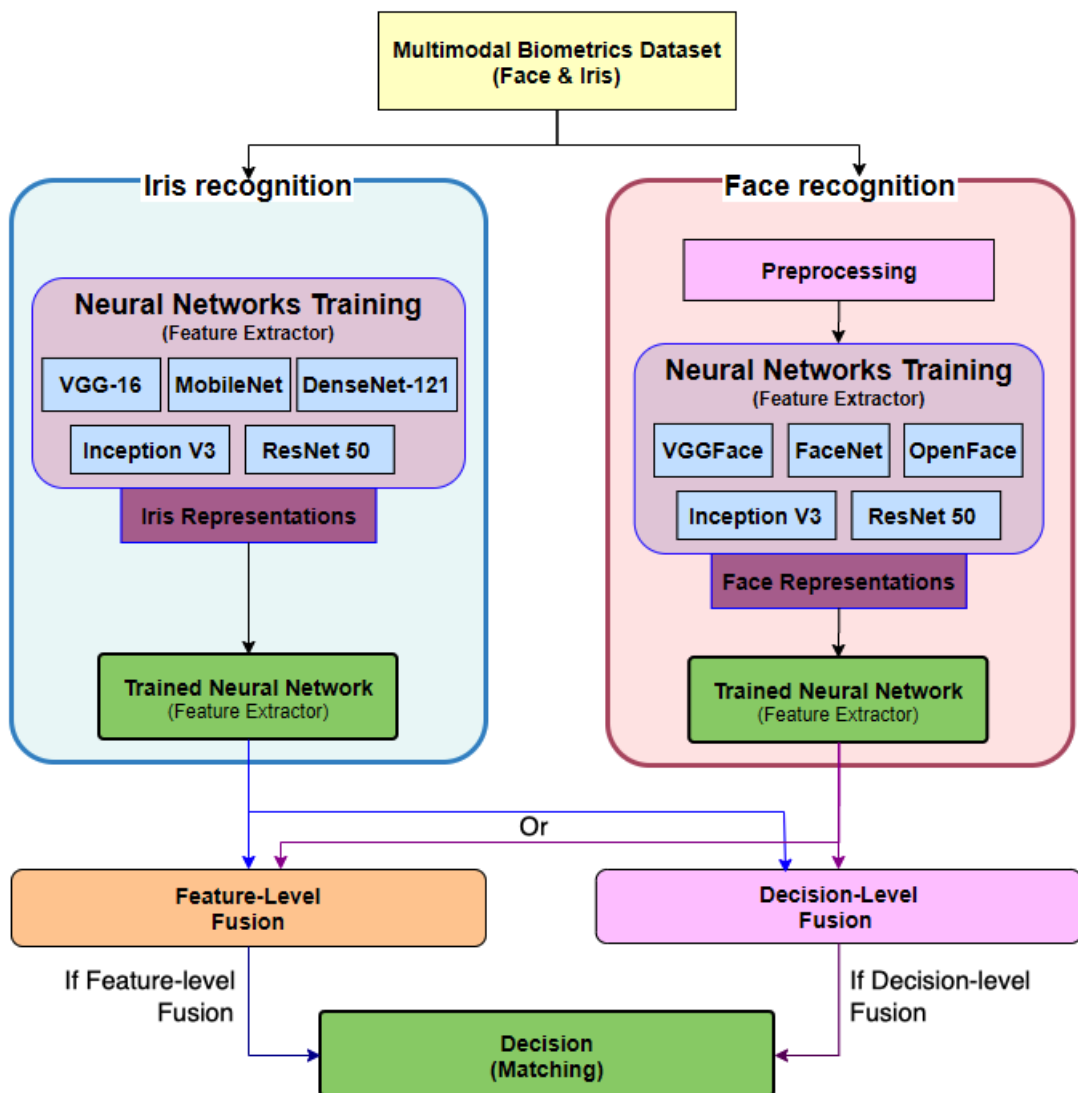 Multimodal Biometrics Dataset
(Face & Iris)
Iris recognition
Neural Networks Training
(Feature Extractor)
VGG-16
MobileNet
DenseNet-121
Inception V3
ResNet 50
Iris Representations
Trained Neural Network
(Feature Extractor)
Face recognition
Preprocessing
Neural Networks Training
(Feature Extractor)
VGGFace
FaceNet
OpenFace
Inception V3
ResNet 50
Face Representations
Trained Neural Network
(Feature Extractor)
Or
Feature-Level
Fusion
Decision-Level
Fusion
If Feature-level
Fusion
If Decision-level
Fusion
Decision
(Matching)